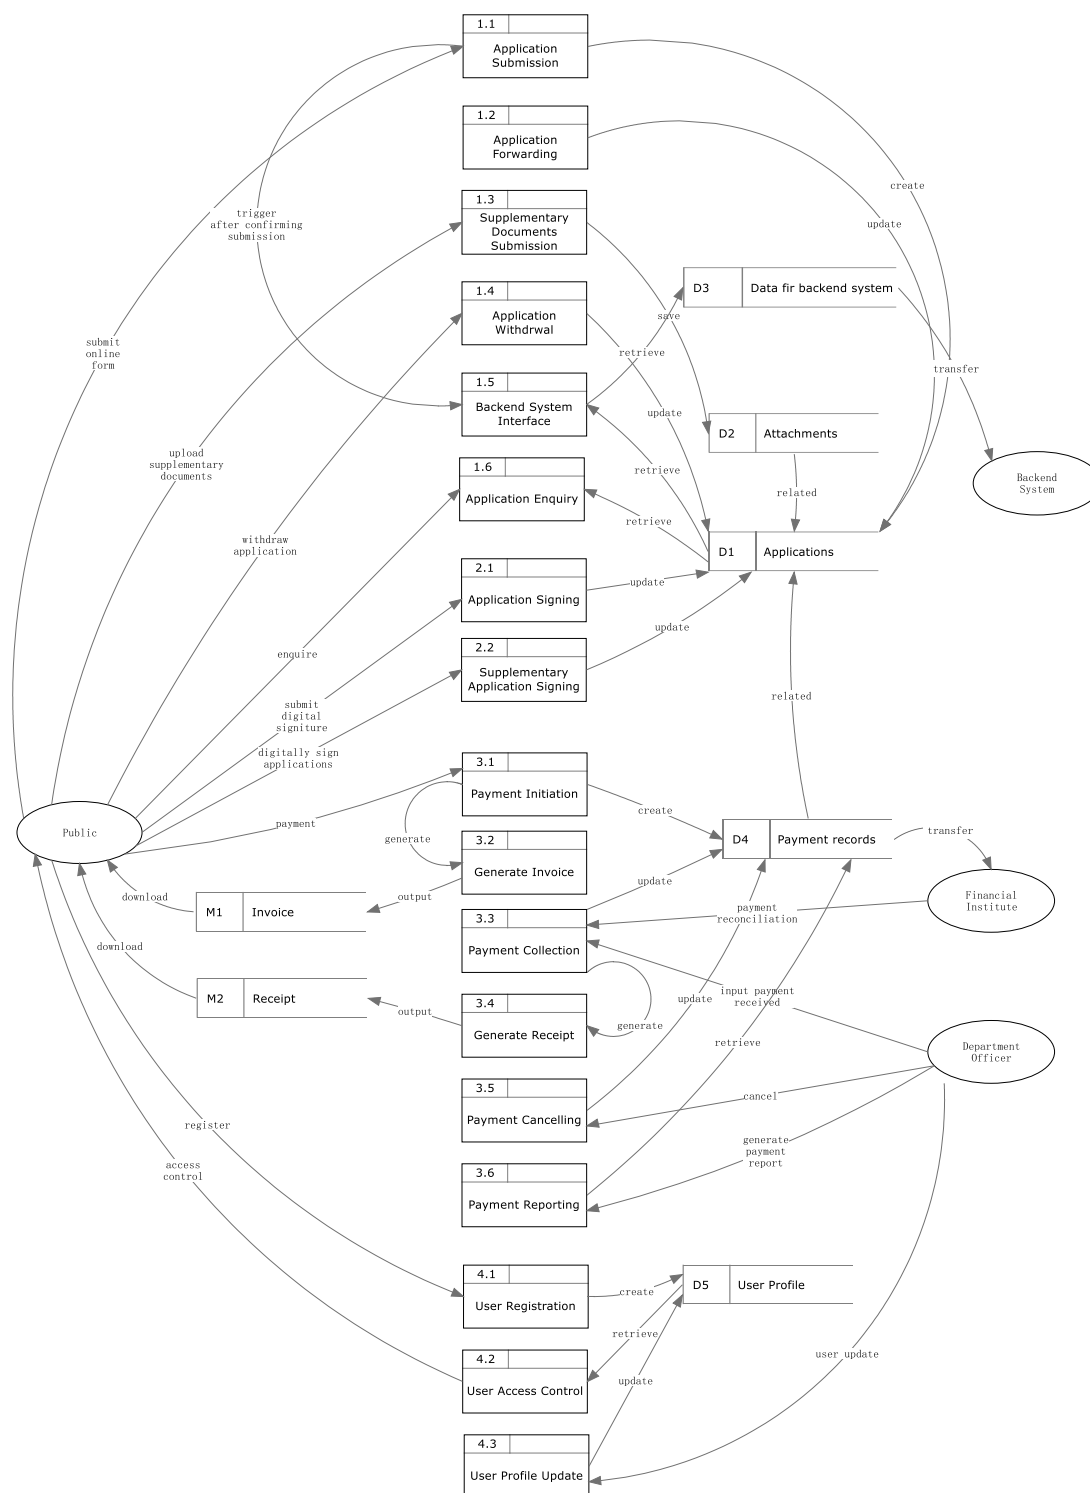 1.1
Application
Submission
1.2
Application
Forwarding
create
update
trigger
after confirming
submission
1.3
Supplementary
Documents
Submission
D3
Data fir backend system
1.4
Application
Withdrwal
save
retrieve
submit
online
form
transfer
1.5
Backend System
Interface
update
D2
Attachments
upload
supplementary
documents
retrieve
Backend
System
1.6
Application Enquiry
related
retrieve
withdraw
application
D1
Applications
2.1
Application Signing
update
2.2
Supplementary
Application Signing
update
enquire
submit
digital
signiture
related
digitally sign
applications
3.1
Payment Initiation
create
Public
payment
generate
3.2
Generate Invoice
D4
Payment records
transfer
update
download
output
M1
Invoice
3.3
Payment Collection
payment
reconciliation
Financial
Institute
download
M2
Receipt
output
3.4
Generate Receipt
generate
update
input payment
received
retrieve
Department
Officer
3.5
Payment Cancelling
cancel
register
generate
payment
report
access
control
3.6
Payment Reporting
4.1
User Registration
create
D5
User Profile
retrieve
4.2
User Access Control
update
user update
4.3
User Profile Update